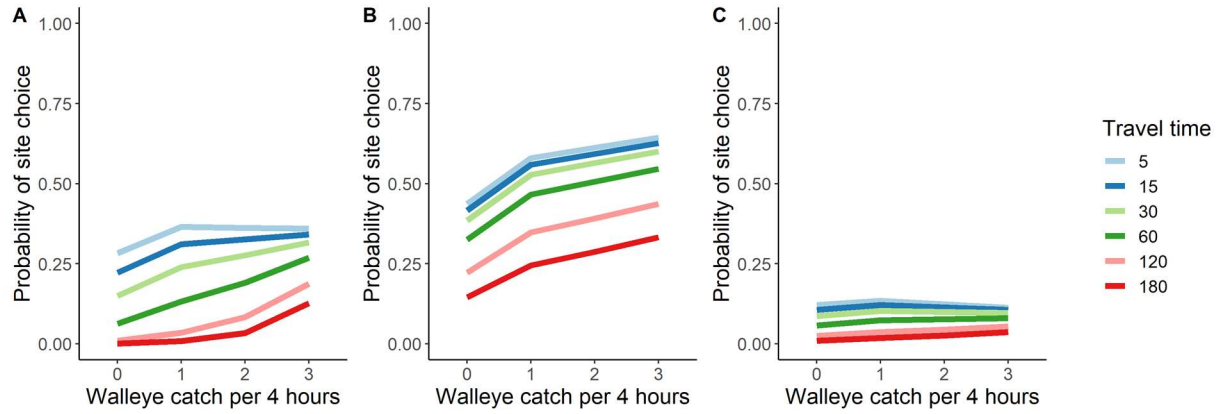 A
Probability of site choice
1.00
0.75
0.50
0.25
0.00
0 1 2 3
Walleye catch per 4 hours
B
Probability of site choice
1.00
0.75
0.50
0.25
0.00
0 1 2 3
Walleye catch per 4 hours
C
Probability of site choice
1.00
0.75
0.50
0.25
0.00
0 1 2 3
Walleye catch per 4 hours
Travel time
5
15
30
60
120
180